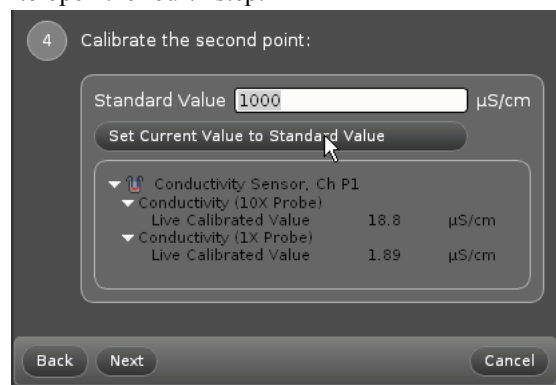 4 Calibrate the second point:
Standard Value 1000 µS/cm
Set Current Value to Standard Value
Conductivity Sensor, Ch P1
Conductivity (10X Probe)
Live Calibrated Value 18.8 µS/cm
Conductivity (1X Probe)
Live Calibrated Value 1.89 µS/cm
Back Next Cancel